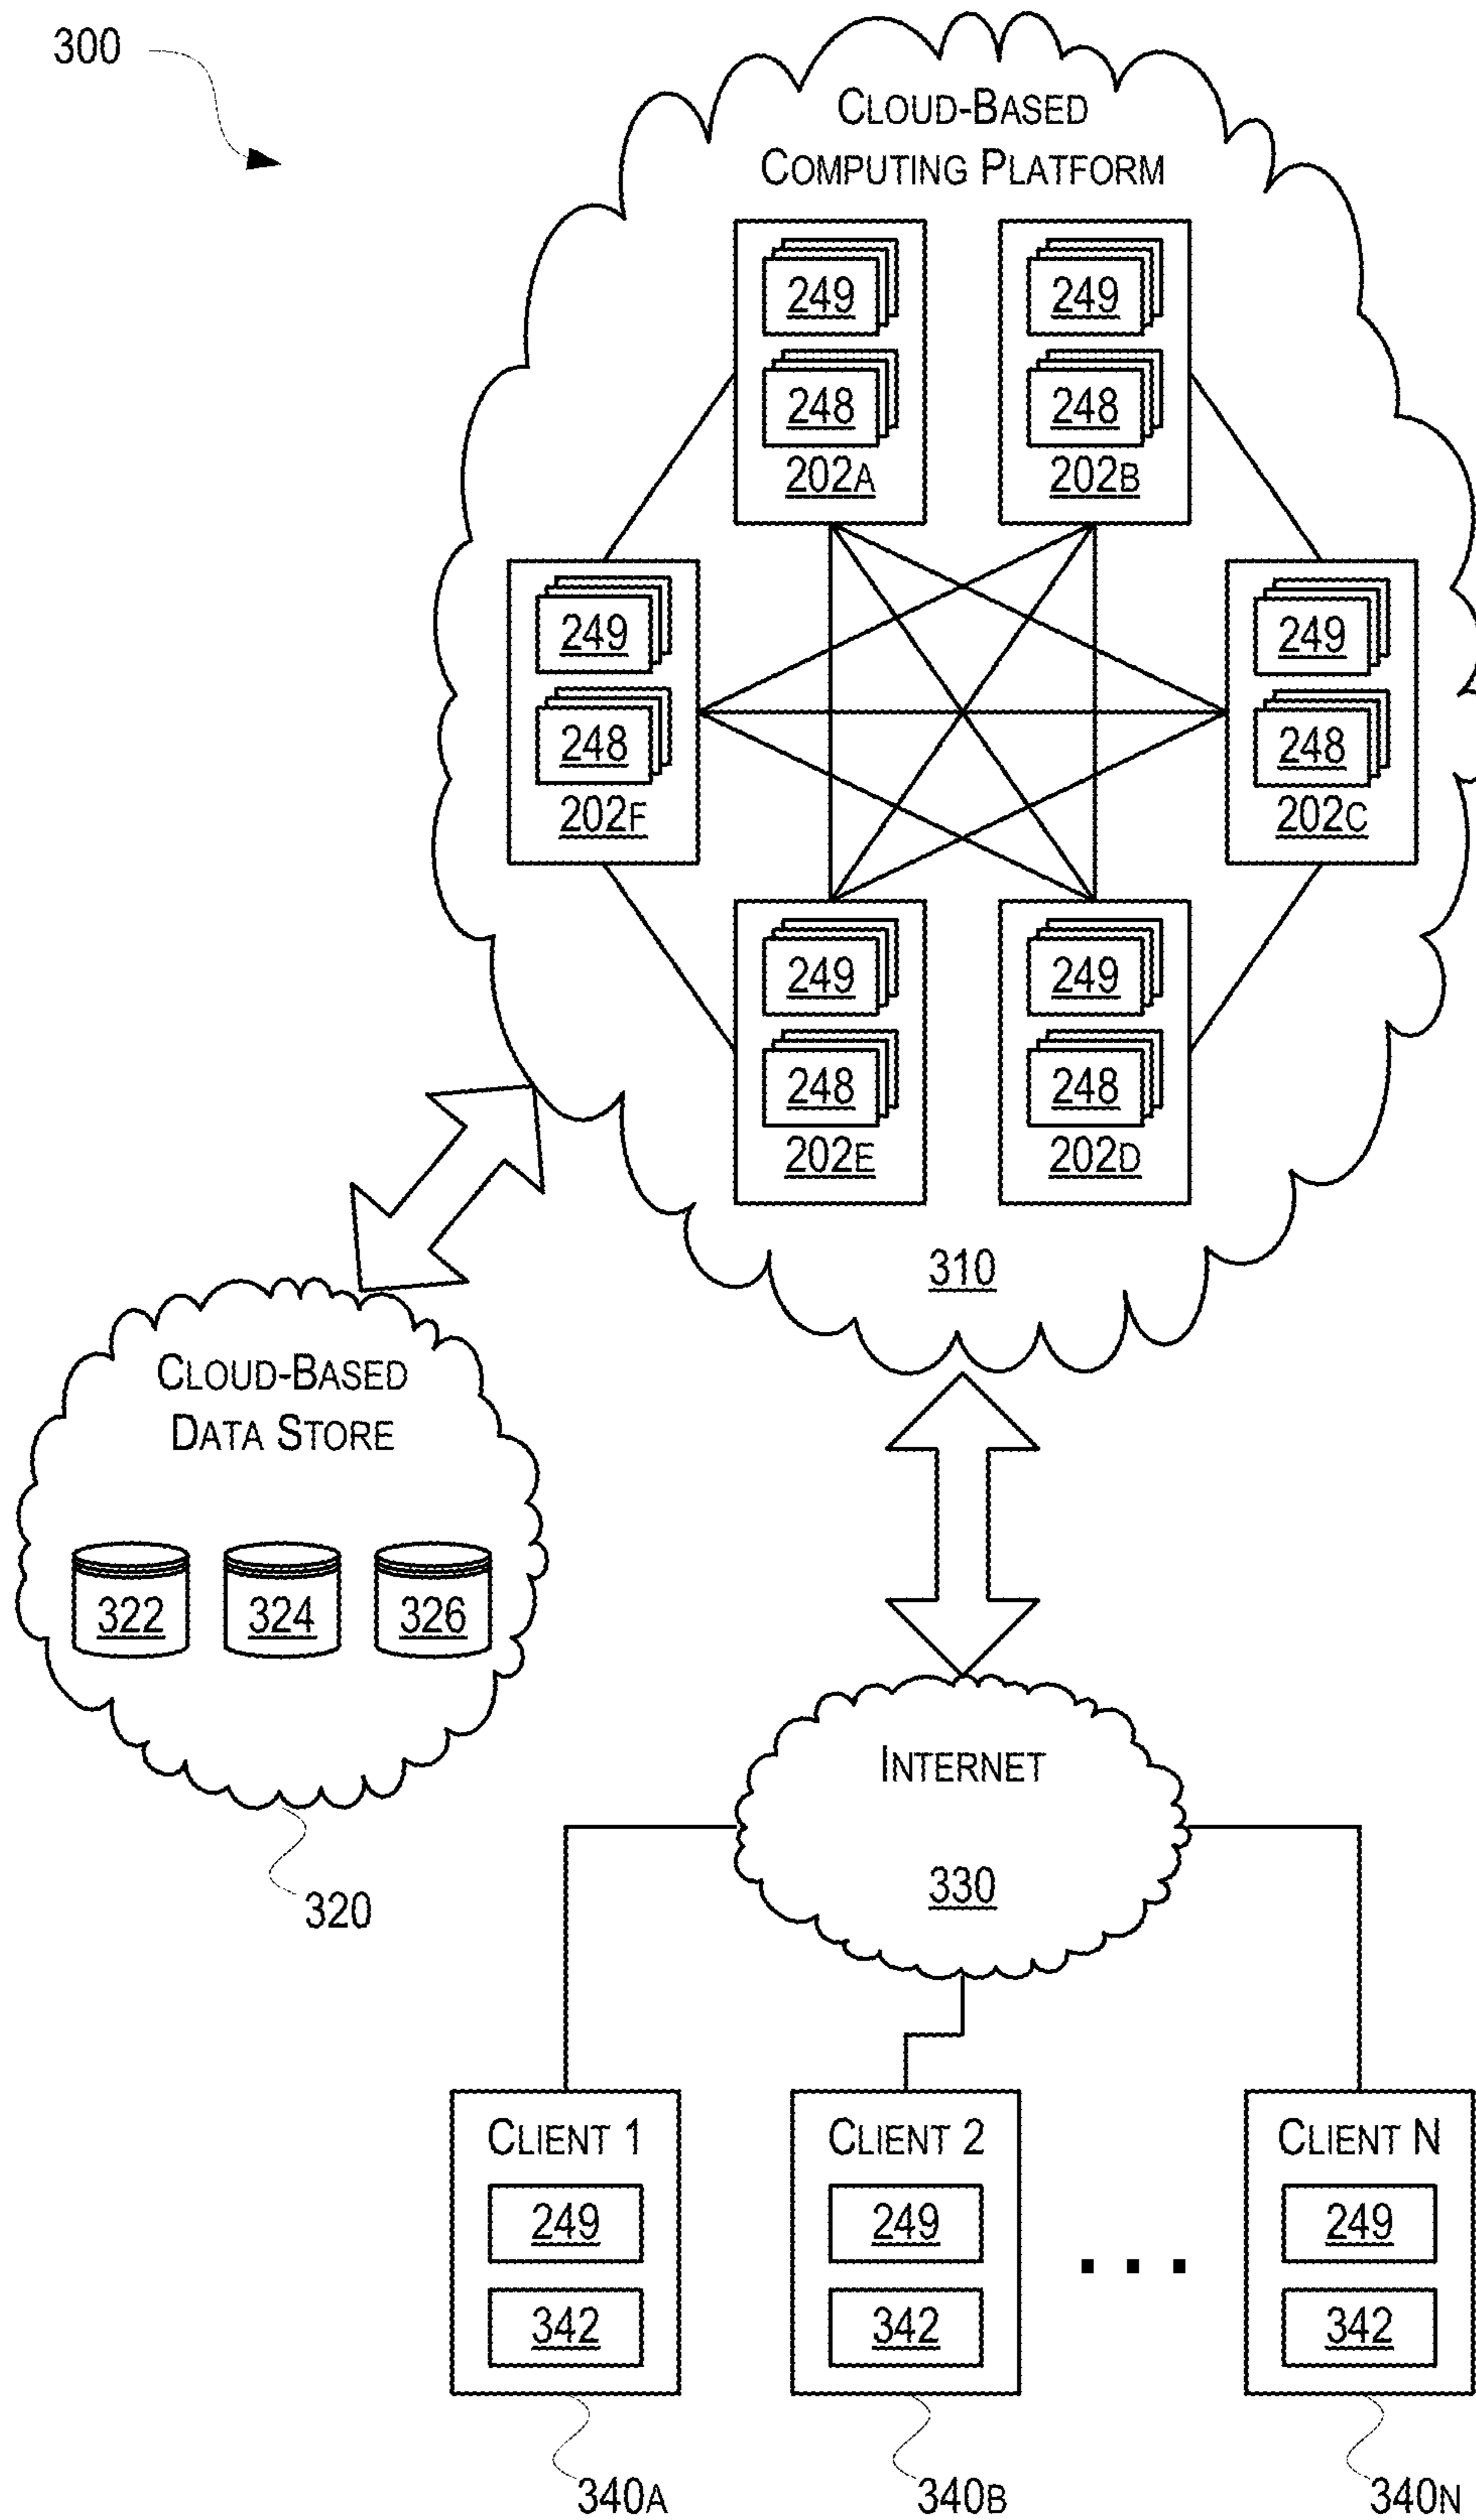 300
CLOUD-BASED
COMPUTING PLATFORM
249
248
202A
249
248
202B
249
248
202F
249
248
202C
249
248
202E
249
248
202D
310
CLOUD-BASED
DATA STORE
322 324 326
320
INTERNET
330
CLIENT 1
249
342
340A
CLIENT 2
249
342
340B
...
CLIENT N
249
342
340N